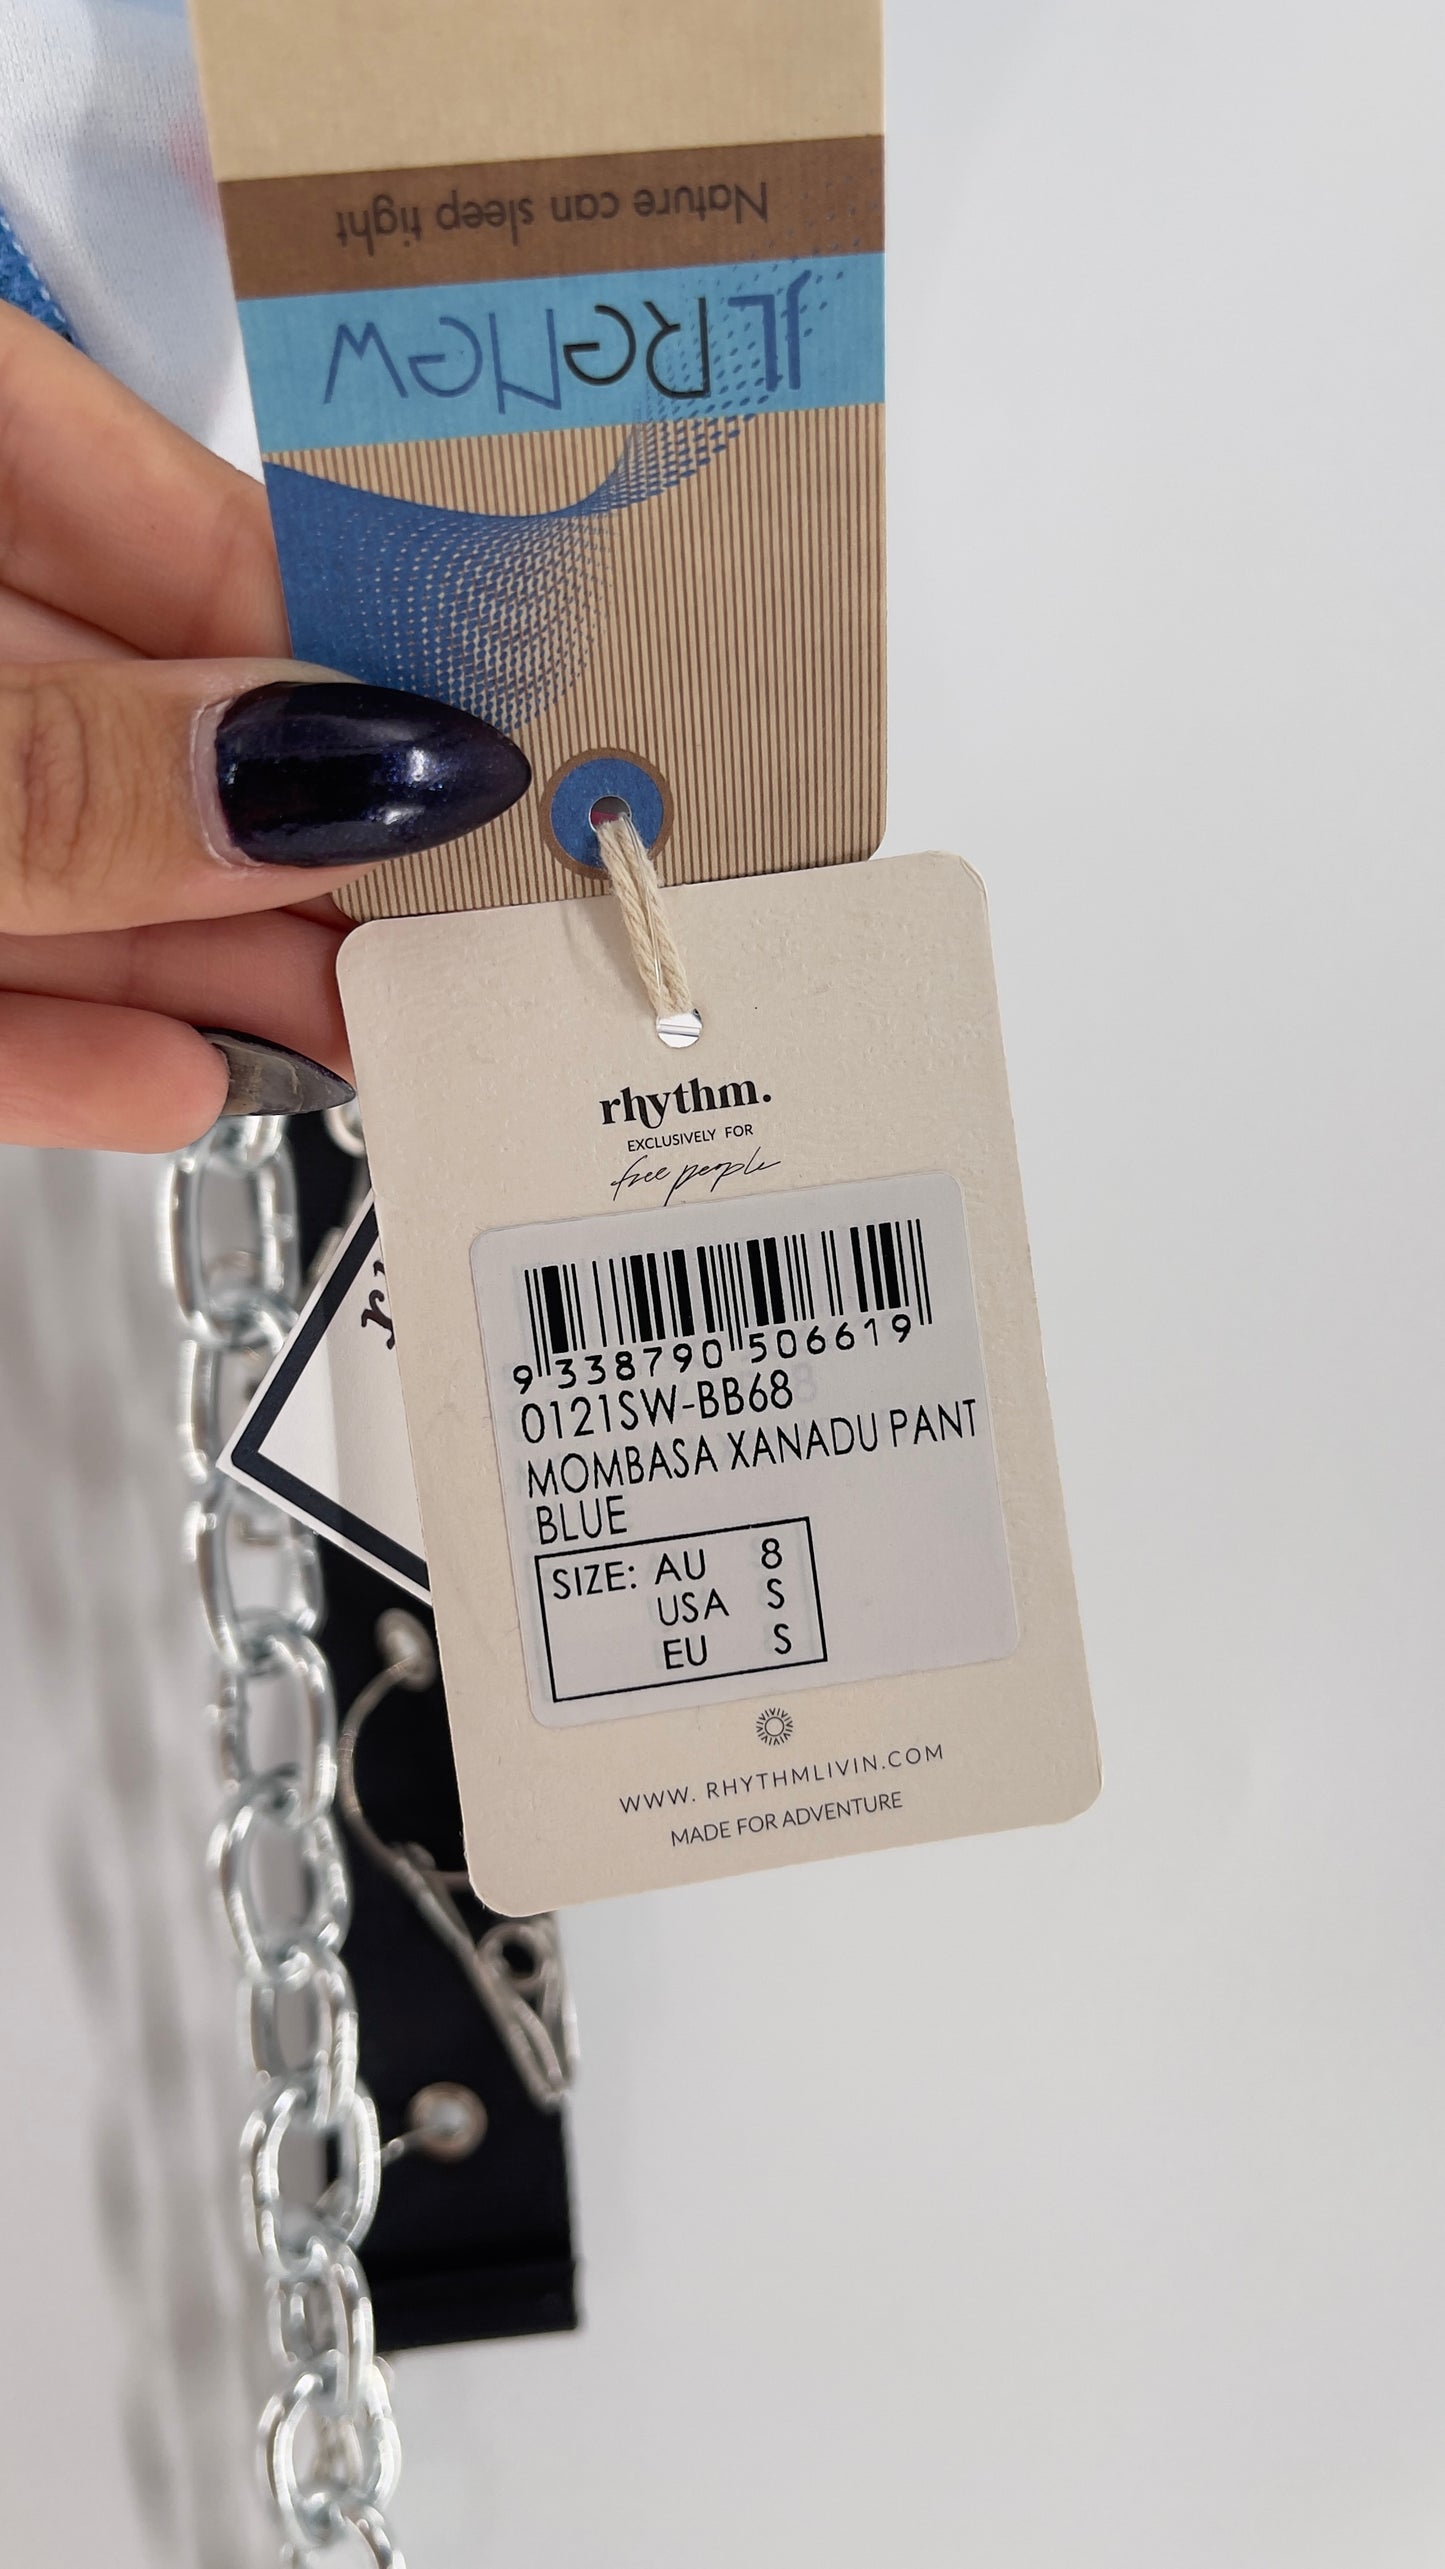 Nature can sleep tight
JL ReNew
rhythm.
EXCLUSIVELY FOR
free people
9 338790 506619
0121SW-BB68
MOMBASA XANADU PANT
BLUE
SIZE: AU 8
USA S
EU S
WWW. RHYTHMLIVIN.COM
MADE FOR ADVENTURE